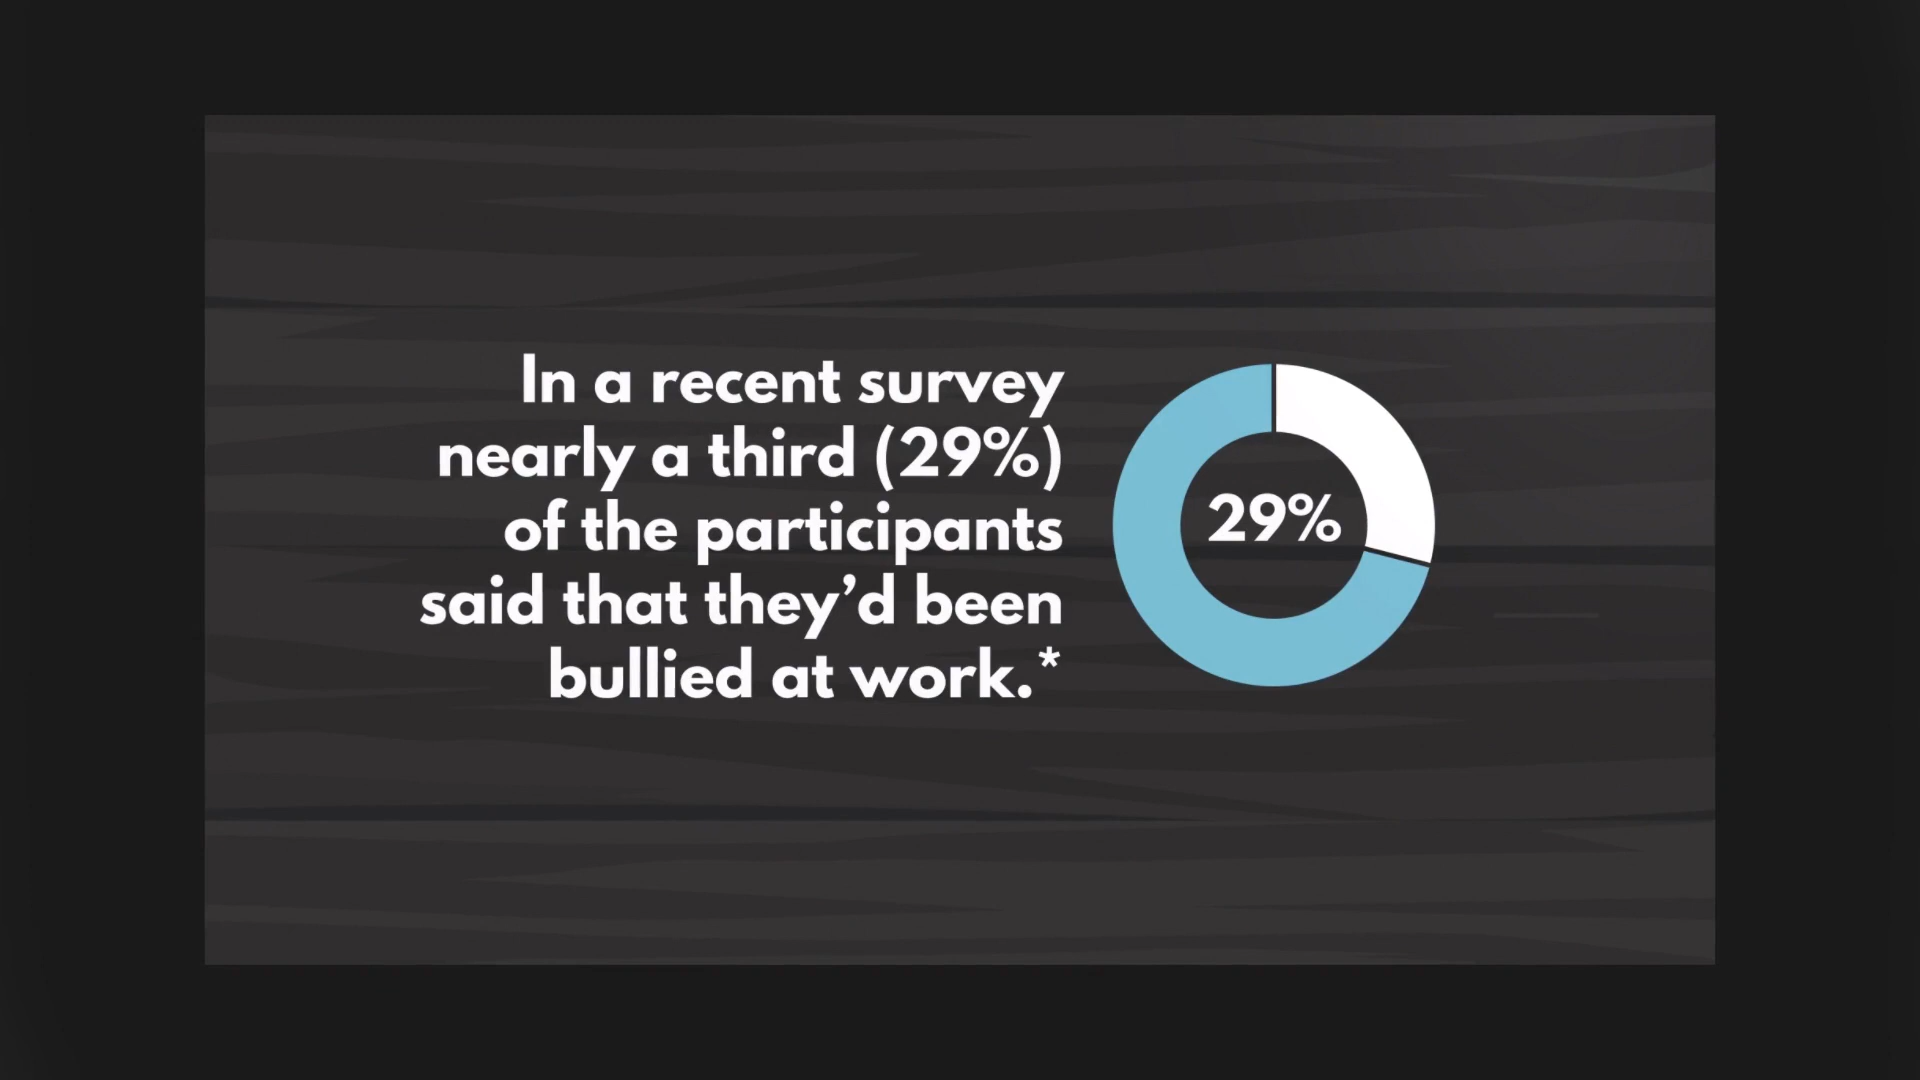 In a recent survey
nearly a third (29%)
of the participants
said that they’d been
bullied at work.*
29%